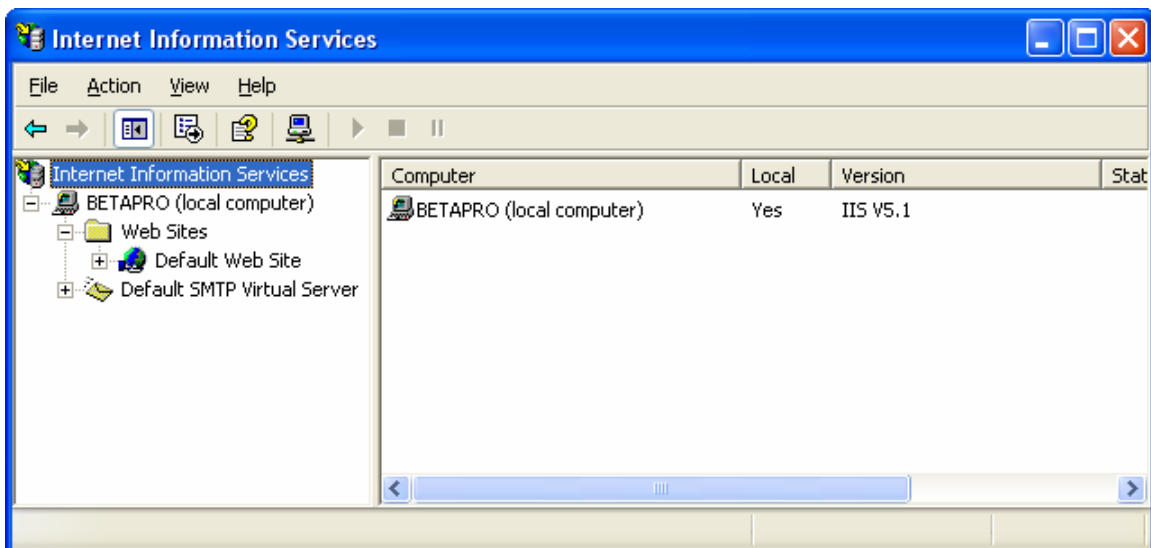 Internet Information Services
File Action View Help
Internet Information Services
BETAPRO (local computer)
Web Sites
Default Web Site
Default SMTP Virtual Server
Computer Local Version Stat
BETAPRO (local computer) Yes IIS V5.1